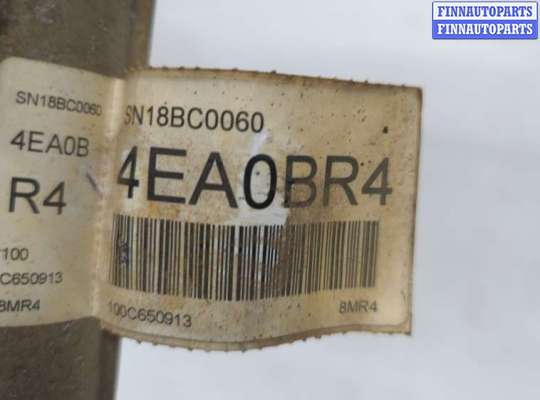 FINNAUTOPARTS
FINNAUTOPARTS
SN18BC0060
4EA0B
R4
100
C650913
8MR4
SN18BC0060
4EA0BR4
100C650913
8MR4